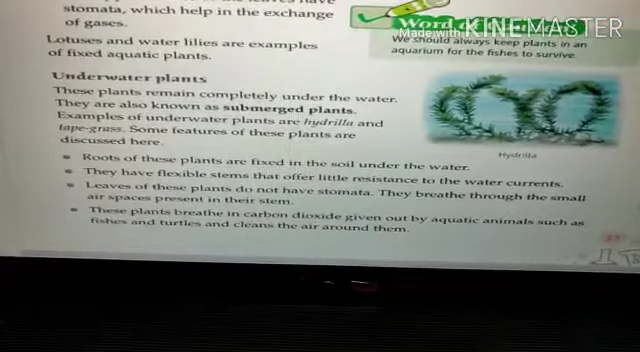 stomata, which help in the exchange
of gases.
Lotuses and water lilies are examples
of fixed aquatic plants.
Underwater plants
These plants remain completely under the water.
They are also known as submerged plants.
Examples of underwater plants are hydrilla and
tape-grass. Some features of these plants are
discussed here.
• Roots of these plants are fixed in the soil under the water.
• They have flexible stems that offer little resistance to the water currents.
• Leaves of these plants do not have stomata. They breathe through the small
air spaces present in their stem.
• These plants breathe in carbon dioxide given out by aquatic animals such as
fishes and turtles and cleans the air around them.
Word of
Made with KINEMASTER
We should always keep plants in an
aquarium for the fishes to survive.
Hydrilla